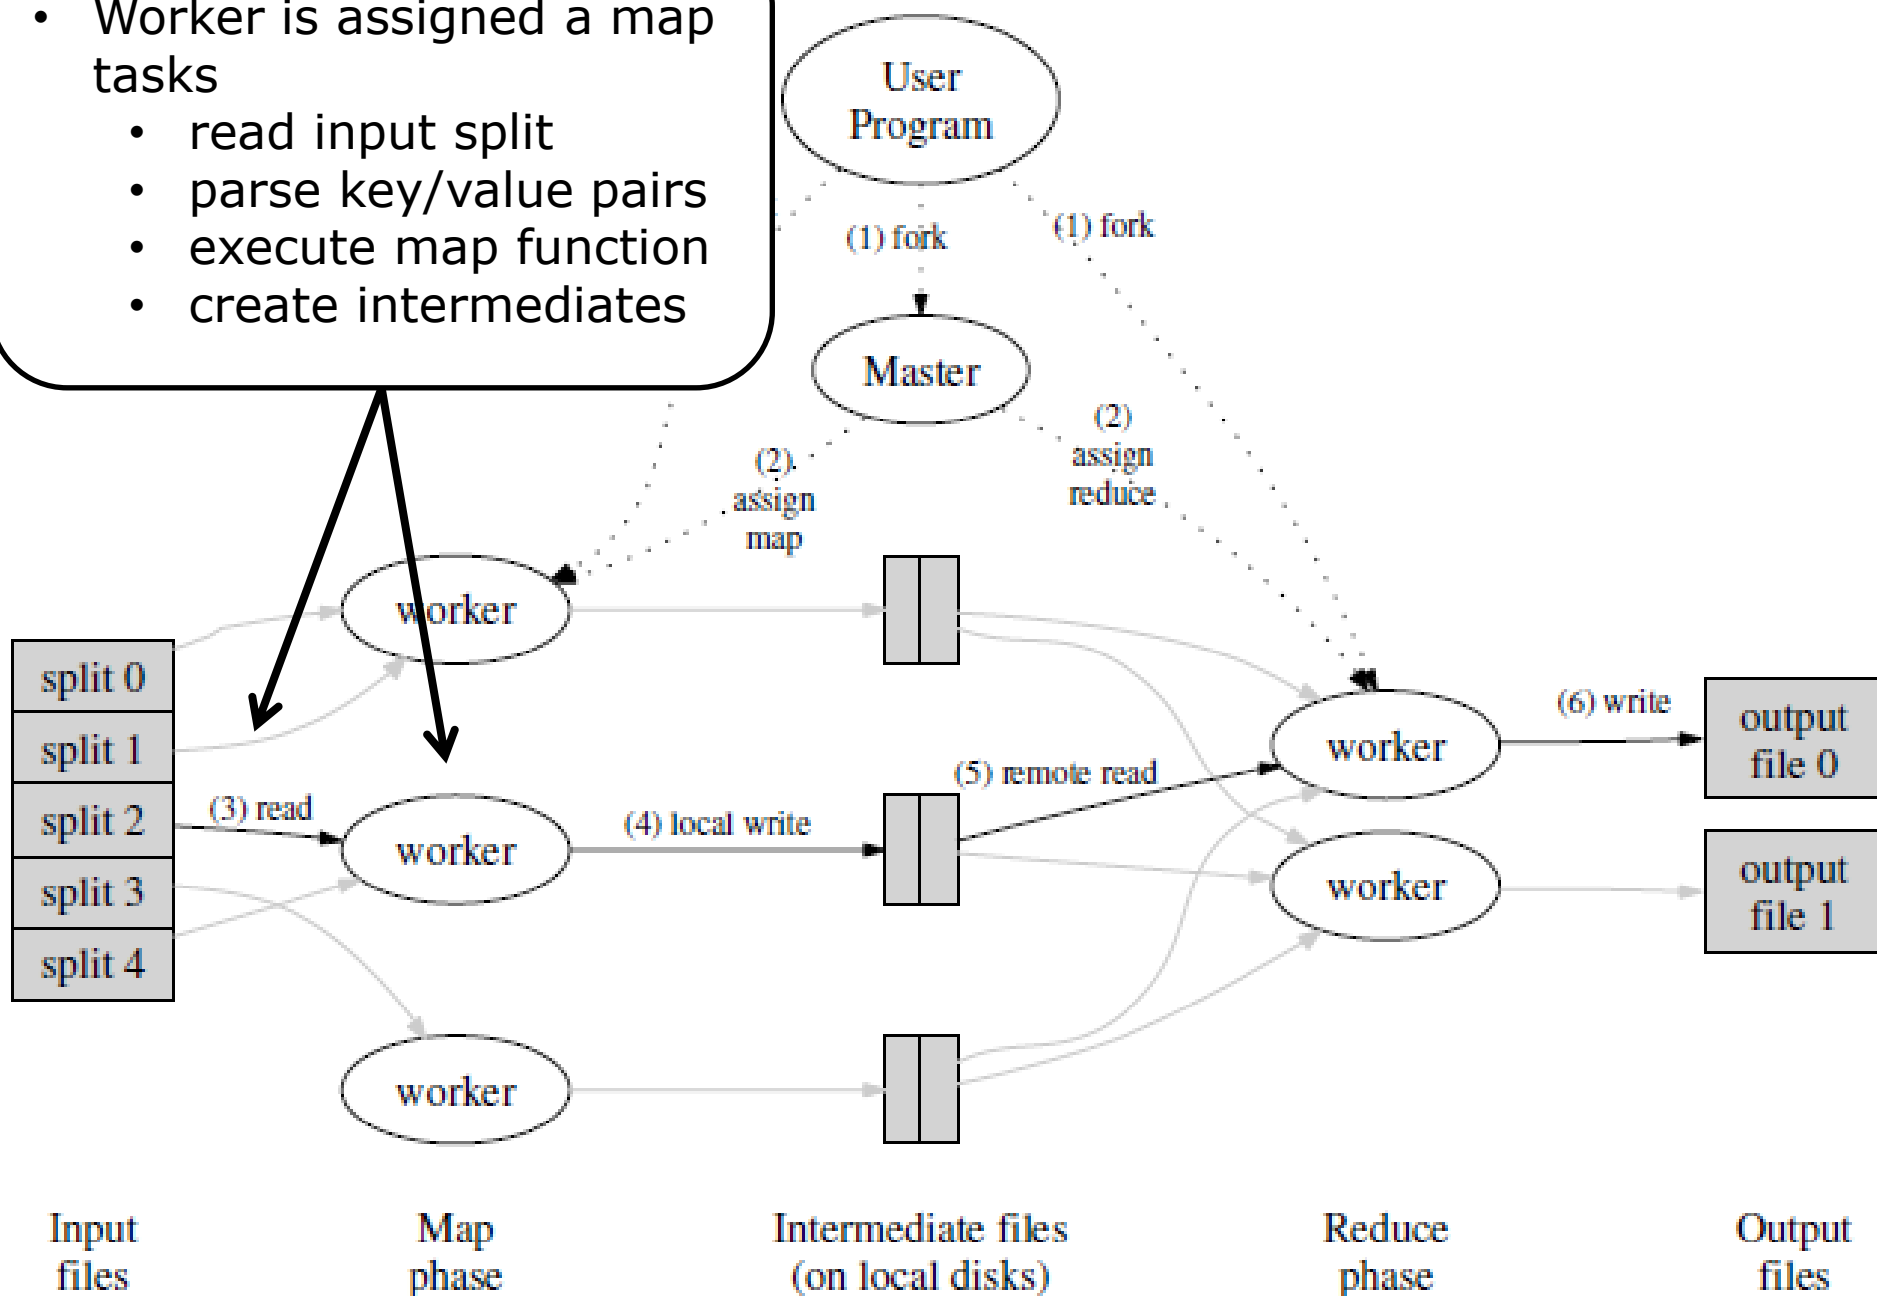 • Worker is assigned a map
tasks
• read input split
• parse key/value pairs
• execute map function
• create intermediates
User
Program
(1) fork
(1) fork
Master
(2)
assign
map
(2)
assign
reduce
worker
split 0
split 1
split 2
split 3
split 4
(3) read
worker
(4) local write
worker
(5) remote read
worker
worker
(6) write
output
file 0
output
file 1
Input
files
Map
phase
Intermediate files
(on local disks)
Reduce
phase
Output
files